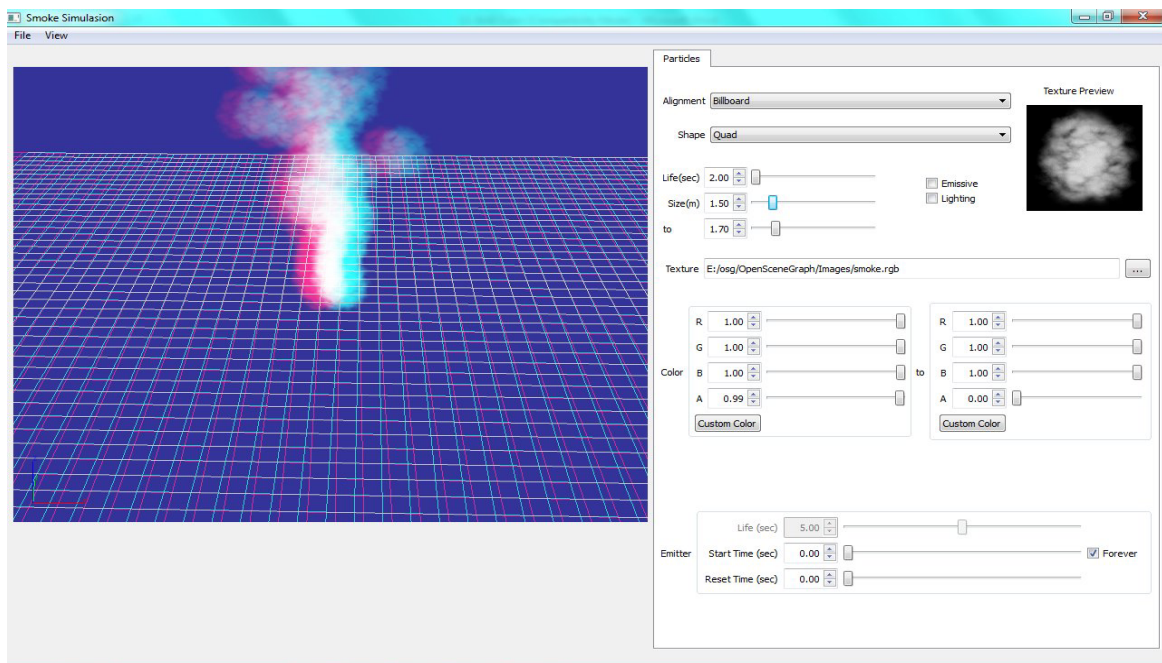 Smoke Simulasion
File View
Particles
Alignment Billboard
Texture Preview
Shape Quad
Life(sec) 2.00
Emissive
Size(m) 1.50
Lighting
to 1.70
Texture E:/osg/OpenSceneGraph/Images/smoke.rgb ...
R 1.00 R 1.00
G 1.00 G 1.00
Color B 1.00 to B 1.00
A 0.99 A 0.00
Custom Color Custom Color
Life (sec) 5.00
Emitter Start Time (sec) 0.00 Forever
Reset Time (sec) 0.00